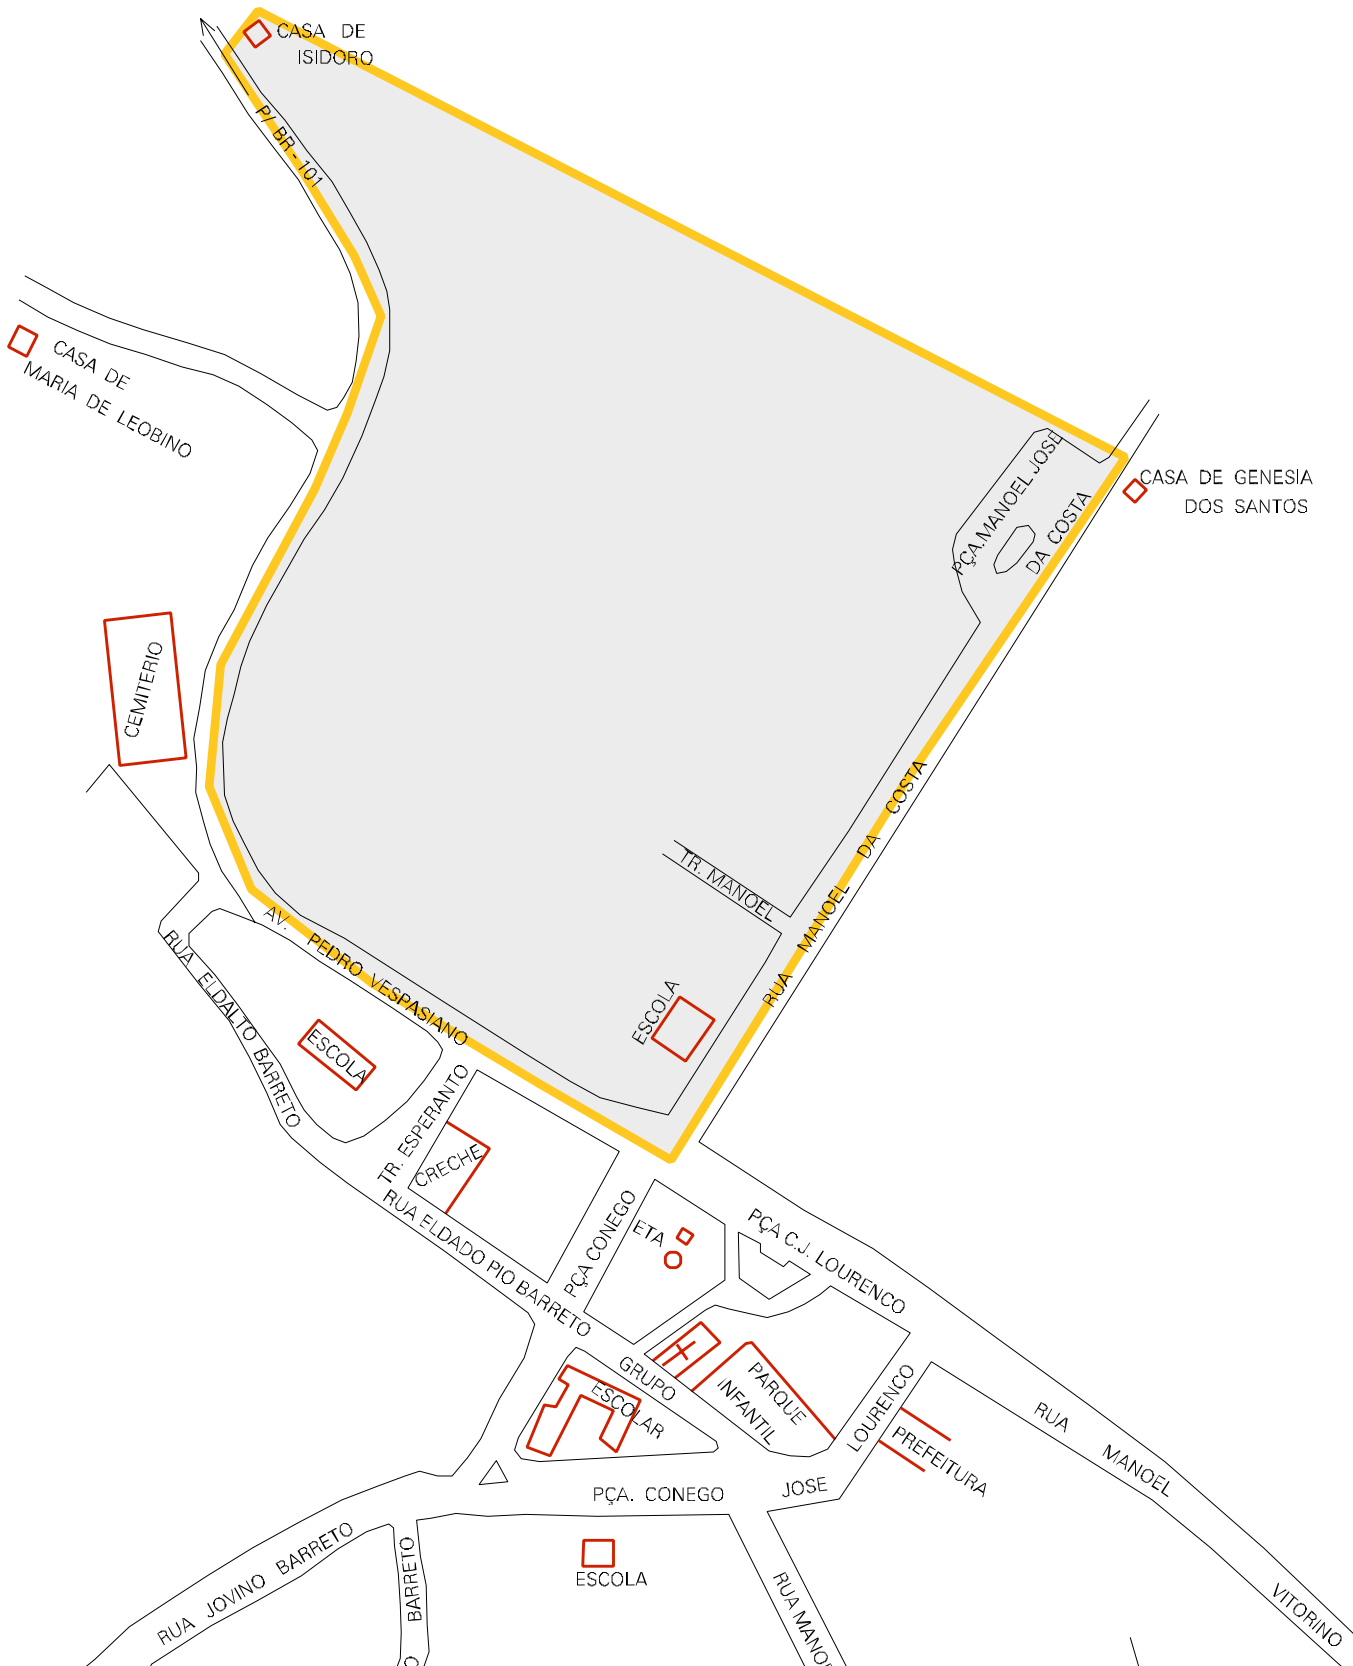 CASA DE
ISIDORO
P/ BR - 101
CASA DE
MARIA DE LEOBINO
PÇA.MANOEL JOSE
DA COSTA
CASA DE GENESIA
DOS SANTOS
CEMITERIO
TR. MANOEL
RUA MANOEL DA COSTA
ESCOLA
AV. PEDRO VESPASIANO
RUA ELDALTO BARRETO
ESCOLA
TR. ESPERANTO
CRECHE
RUA ELDADO PIO BARRETO
PÇA CONEGO
ETA
PÇA C.J. LOURENCO
GRUPO
ESCOLAR
PARQUE
INFANTIL
LOURENCO
PREFEITURA
RUA MANOEL VITORINO
PÇA. CONEGO JOSE
ESCOLA
RUA JOVINO BARRETO
BARRETO
RUA